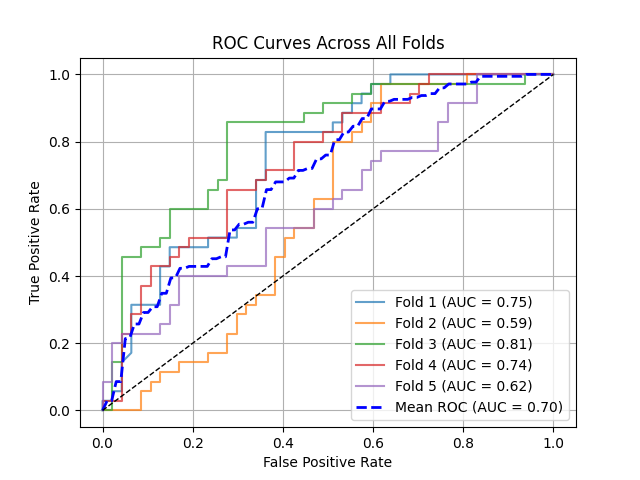 ROC Curves Across All Folds
True Positive Rate
1.0
0.8
0.6
0.4
0.2
0.0
Fold 1 (AUC = 0.75)
Fold 2 (AUC = 0.59)
Fold 3 (AUC = 0.81)
Fold 4 (AUC = 0.74)
Fold 5 (AUC = 0.62)
Mean ROC (AUC = 0.70)
0.0 0.2 0.4 0.6 0.8 1.0
False Positive Rate